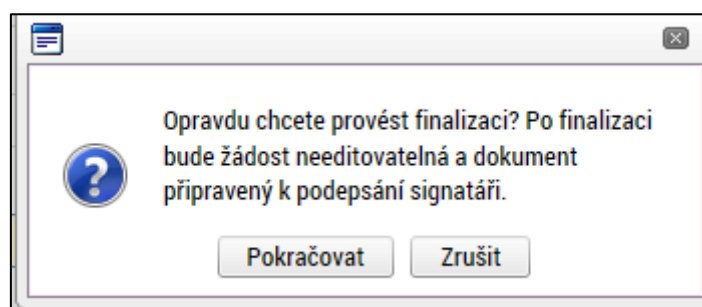 Opravdu chcete provést finalizaci? Po finalizaci
bude žádost needitovatelná a dokument
připravený k podepsání signatáři.
Pokračovat Zrušit